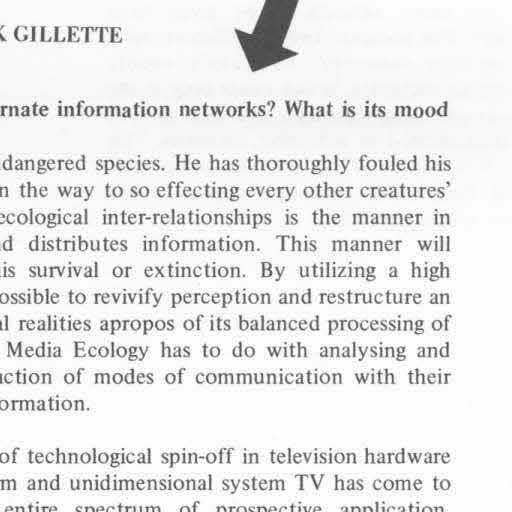 K GILLETTE
rnate information networks? What is its mood
dangered species. He has thoroughly fouled his
n the way to so effecting every other creatures'
ecological inter-relationships is the manner in
d distributes information. This manner will
is survival or extinction. By utilizing a high
ossible to revivify perception and restructure an
l realities apropos of its balanced processing of
Media Ecology has to do with analysing and
action of modes of communication with their
ormation.
of technological spin-off in television hardware
m and unidimensional system TV has come to
entire spectrum of prospective application,